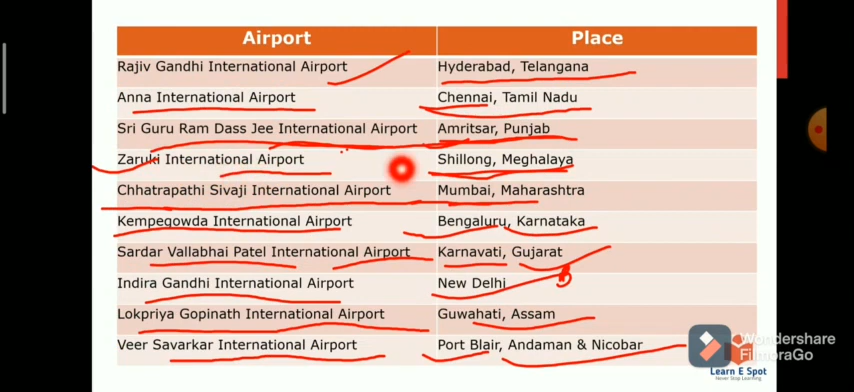 Airport Place
Rajiv Gandhi International Airport Hyderabad, Telangana
Anna International Airport Chennai, Tamil Nadu
Sri Guru Ram Dass Jee International Airport Amritsar, Punjab
Zaruki International Airport Shillong, Meghalaya
Chhatrapathi Sivaji International Airport Mumbai, Maharashtra
Kempegowda International Airport Bengaluru, Karnataka
Sardar Vallabhai Patel International Airport Karnavati, Gujarat
Indira Gandhi International Airport New Delhi
Lokpriya Gopinath International Airport Guwahati, Assam
Veer Savarkar International Airport Port Blair, Andaman & Nicobar
Wondershare
FilmoraGo
Learn E Spot
Never Stop Learning